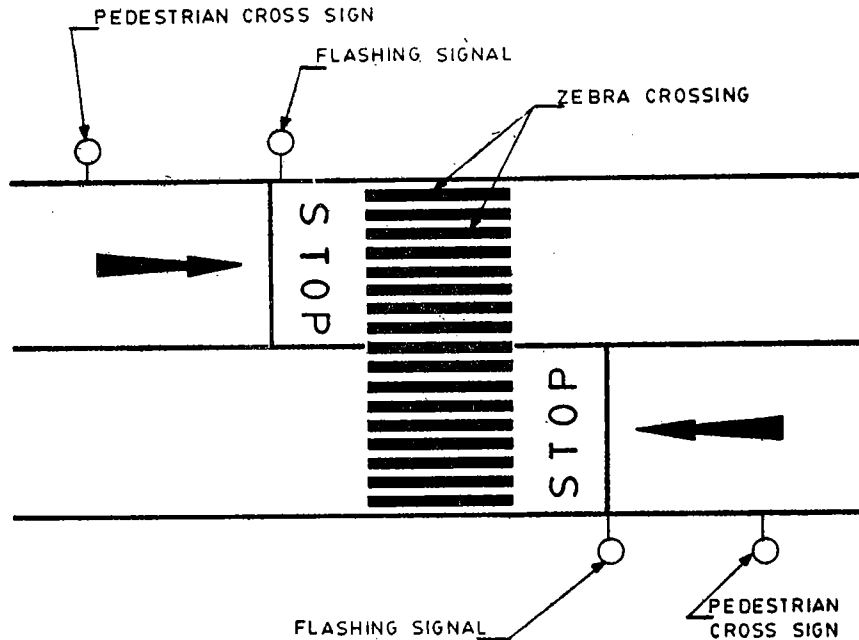 PEDESTRIAN CROSS SIGN
FLASHING SIGNAL
ZEBRA CROSSING
STOP
STOP
FLASHING SIGNAL
PEDESTRIAN
CROSS SIGN